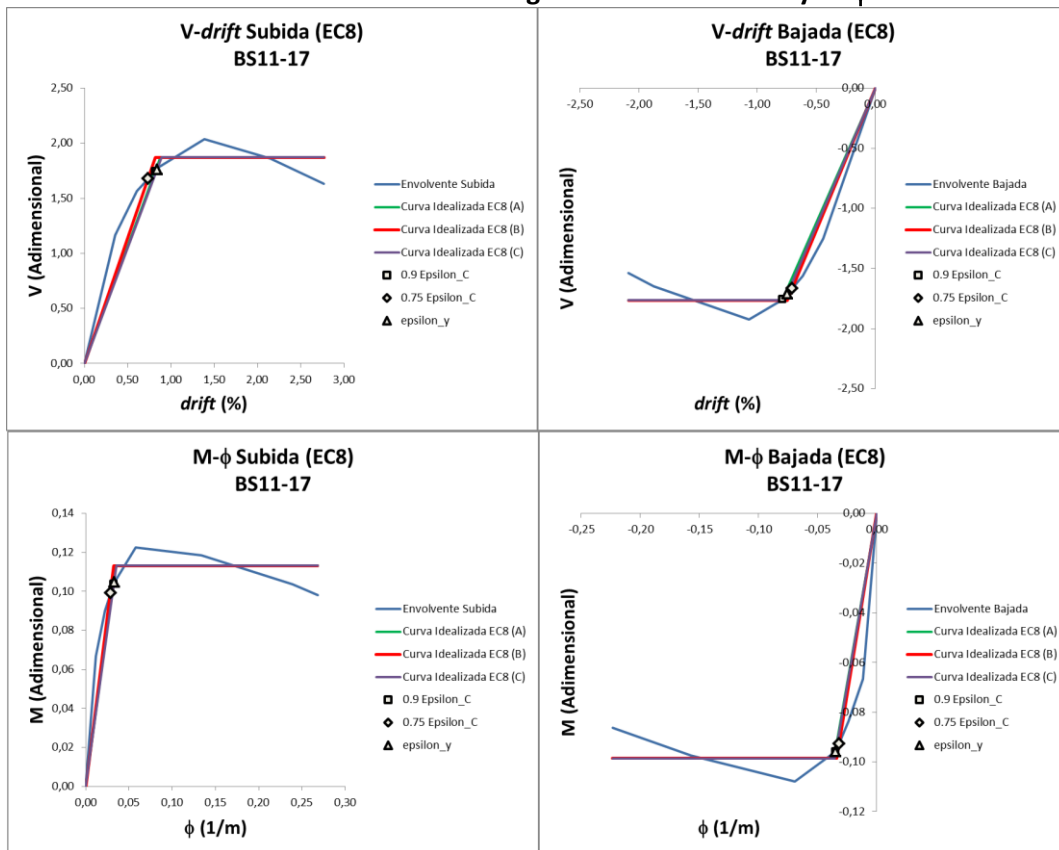 V-drift Subida (EC8)
BS11-17
2,50
2,00
1,50
1,00
0,50
0,00
V (Adimensional)
0,00 0,50 1,00 1,50 2,00 2,50 3,00
drift (%)
Envolvente Subida
Curva Idealizada EC8 (A)
Curva Idealizada EC8 (B)
Curva Idealizada EC8 (C)
0.9 Epsilon_C
0.75 Epsilon_C
epsilon_y
V-drift Bajada (EC8)
BS11-17
-2,50 -2,00 -1,50 -1,00 -0,50 0,00
0,00
-0,50
-1,00
-1,50
-2,00
-2,50
V (Adimensional)
drift (%)
Envolvente Bajada
Curva Idealizada EC8 (A)
Curva Idealizada EC8 (B)
Curva Idealizada EC8 (C)
0.9 Epsilon_C
0.75 Epsilon_C
epsilon_y
M-ϕ Subida (EC8)
BS11-17
0,14
0,12
0,10
0,08
0,06
0,04
0,02
0,00
M (Adimensional)
0,00 0,05 0,10 0,15 0,20 0,25 0,30
ϕ (1/m)
Envolvente Subida
Curva Idealizada EC8 (A)
Curva Idealizada EC8 (B)
Curva Idealizada EC8 (C)
0.9 Epsilon_C
0.75 Epsilon_C
epsilon_y
M-ϕ Bajada (EC8)
BS11-17
-0,25 -0,20 -0,15 -0,10 -0,05 0,00
0,00
-0,02
-0,04
-0,06
-0,08
-0,10
-0,12
M (Adimensional)
ϕ (1/m)
Envolvente Bajada
Curva Idealizada EC8 (A)
Curva Idealizada EC8 (B)
Curva Idealizada EC8 (C)
0.9 Epsilon_C
0.75 Epsilon_C
epsilon_y